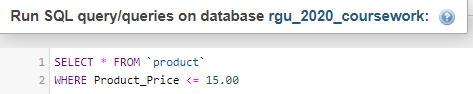 Run SQL query/queries on database rgu_2020_coursework:
1 SELECT * FROM `product`
2 WHERE Product_Price <= 15.00